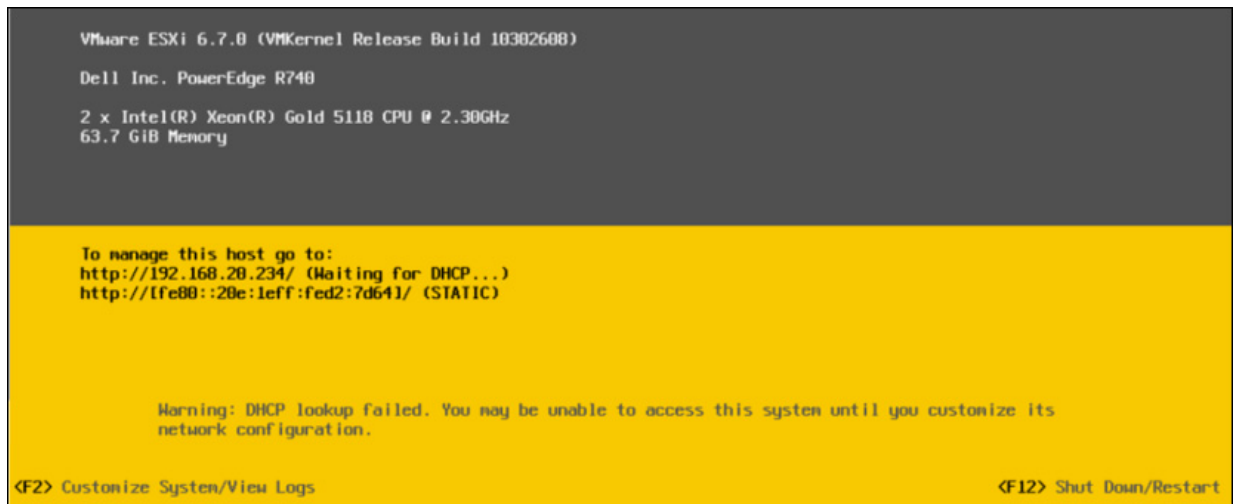 VMware ESXi 6.7.0 (VMKernel Release Build 10302608)
Dell Inc. PowerEdge R740
2 x Intel(R) Xeon(R) Gold 5118 CPU @ 2.30GHz
63.7 GiB Memory
To manage this host go to:
http://192.168.20.234/ (Waiting for DHCP...)
http://[fe80::20e:1eff:fed2:7d64]/ (STATIC)
Warning: DHCP lookup failed. You may be unable to access this system until you customize its
network configuration.
<F2> Customize System/View Logs
<F12> Shut Down/Restart